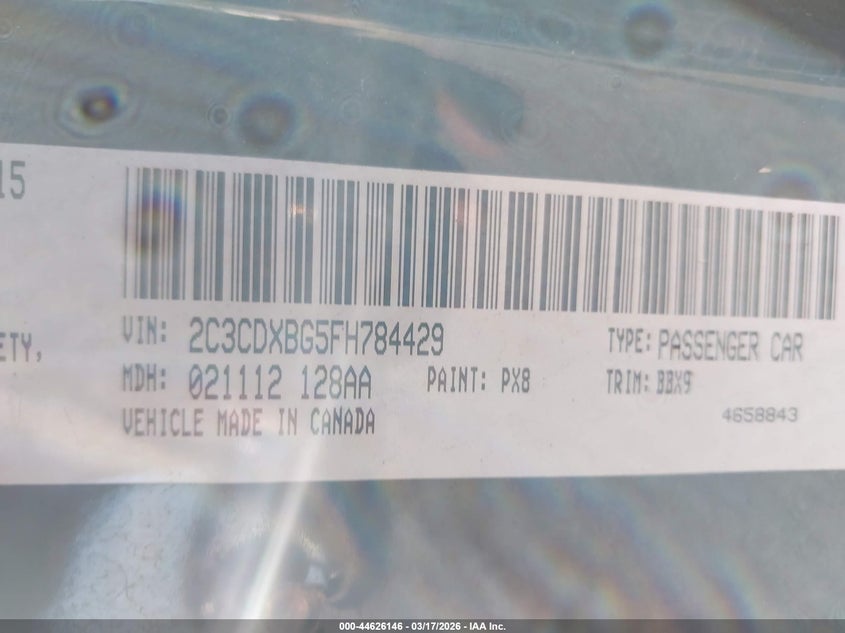 15
ETY,
VIN: 2C3CDXBG5FH784429 TYPE: PASSENGER CAR
MDH: 021112 128AA PAINT: PX8 TRIM: BBX9
VEHICLE MADE IN CANADA 4658843
000-44626146 - 03/17/2026 - IAA Inc.